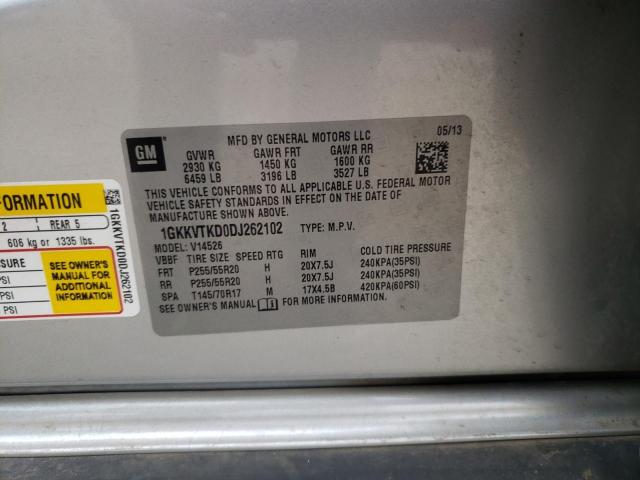 GM
MFD BY GENERAL MOTORS LLC
05/13
GVWR GAWR FRT GAWR RR
2930 KG 1450 KG 1600 KG
6459 LB 3196 LB 3527 LB
THIS VEHICLE CONFORMS TO ALL APPLICABLE U.S. FEDERAL MOTOR
VEHICLE SAFETY STANDARDS IN EFFECT ON THE DATE OF
MANUFACTURE SHOWN ABOVE.
1GKKVTKD0DJ262102 TYPE: M.P.V.
MODEL: V14526
VBBF TIRE SIZE SPEED RTG RIM COLD TIRE PRESSURE
FRT P255/55R20 H 20X7.5J 240KPA(35PSI)
RR P255/55R20 H 20X7.5J 240KPA(35PSI)
SPA T145/70R17 M 17X4.5B 420KPA(60PSI)
SEE OWNER'S MANUAL FOR MORE INFORMATION.
FORMATION
2 REAR 5
606 kg or 1335 lbs.
SSURE
PSI
PSI
PSI
SEE OWNER'S
MANUAL FOR
ADDITIONAL
INFORMATION
1GKKVTKD0DJ262102